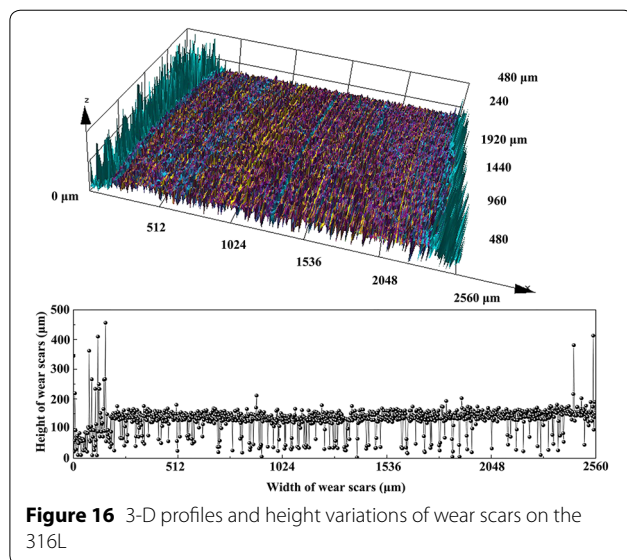 z
480 μm
240
1920 μm
1440
960
480
0 μm
512
1024
1536
2048
2560 μm
x
500
400
300
200
100
0
Height of wear scars (μm)
0 512 1024 1536 2048 2560
Width of wear scars (μm)
Figure 16 3-D profiles and height variations of wear scars on the
316L